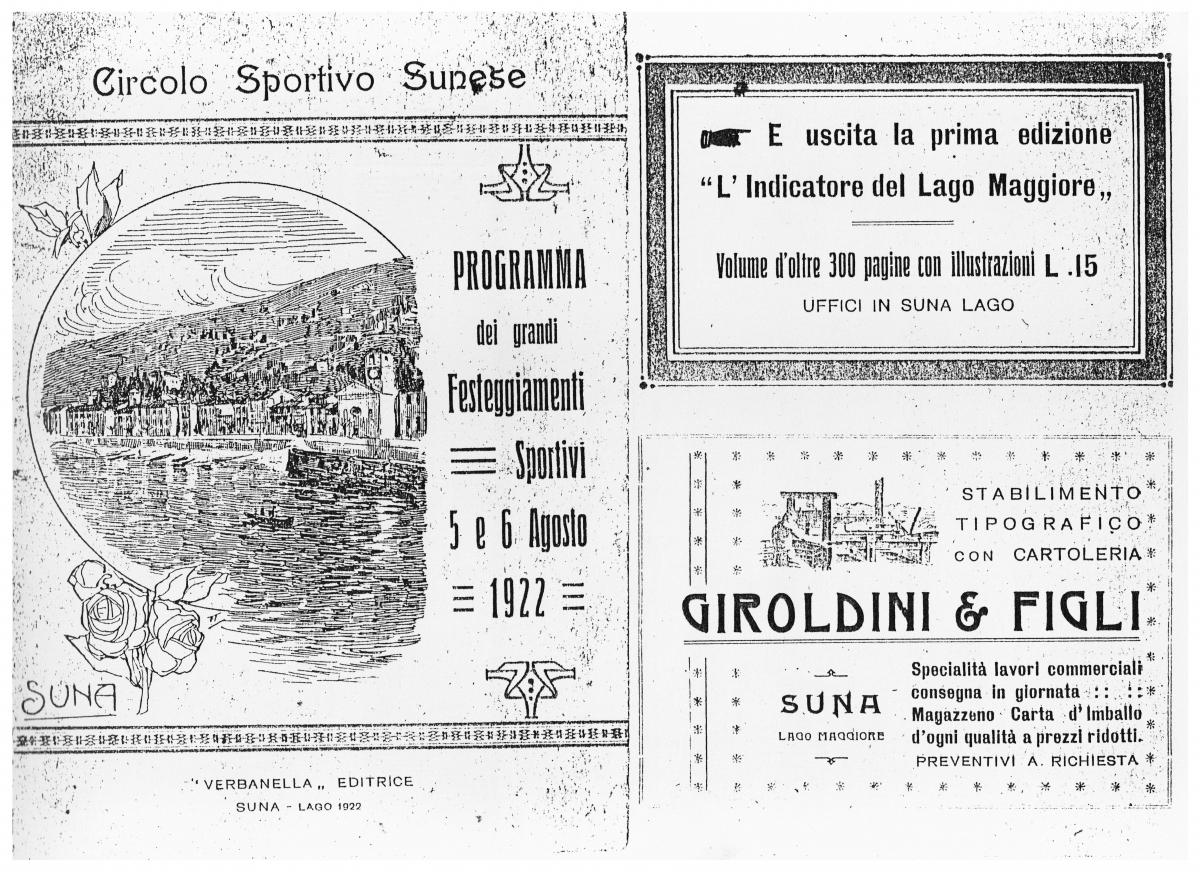 Circolo Sportivo Sunese
PROGRAMMA
dei grandi
Festeggiamenti
Sportivi
5 e 6 Agosto
1922
SUNA
"VERBANELLA„ EDITRICE
SUNA - LAGO 1922
E uscita la prima edizione
"L'Indicatore del Lago Maggiore„
Volume d'oltre 300 pagine con illustrazioni L .15
UFFICI IN SUNA LAGO
STABILIMENTO
TIPOGRAFICO
CON CARTOLERIA
GIROLDINI & FIGLI
SUNA
LAGO MAGGIORE
Specialità lavori commerciali
consegna in giornata :: ::
Magazzeno Carta d'Imballo
d'ogni qualità a prezzi ridotti.
PREVENTIVI A. RICHIESTA